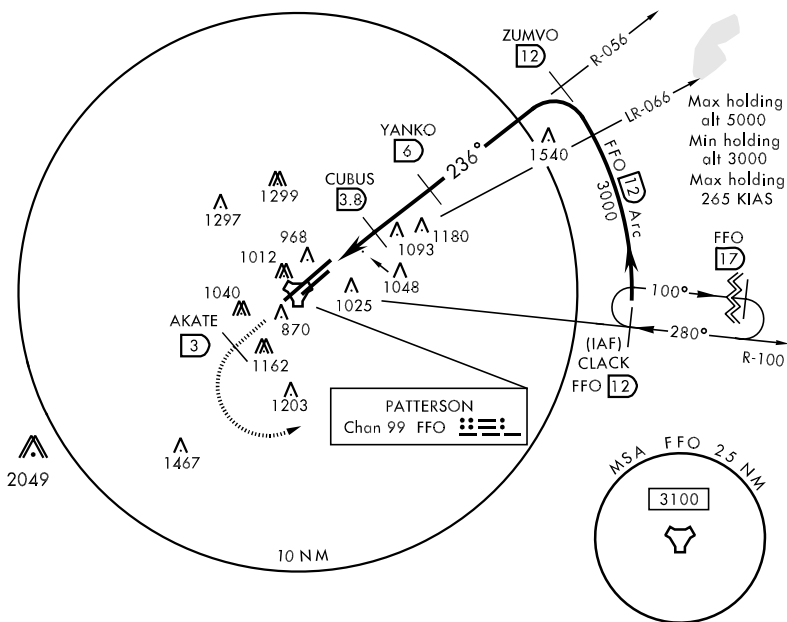 ZUMVO
12
R-056
LR-066
Max holding
alt 5000
Min holding
alt 3000
Max holding
265 KIAS
YANKO
6
236°
1540
FFO 12 Arc
3000
CUBUS
3.8
1299
1297
1180
1093
968
1012
1048
FFO
17
1025
1040
870
100°
280°
R-100
AKATE
3
(IAF)
CLACK
FFO 12
1162
1203
PATTERSON
Chan 99 FFO
1467
2049
MSA FFO 25 NM
3100
10 NM